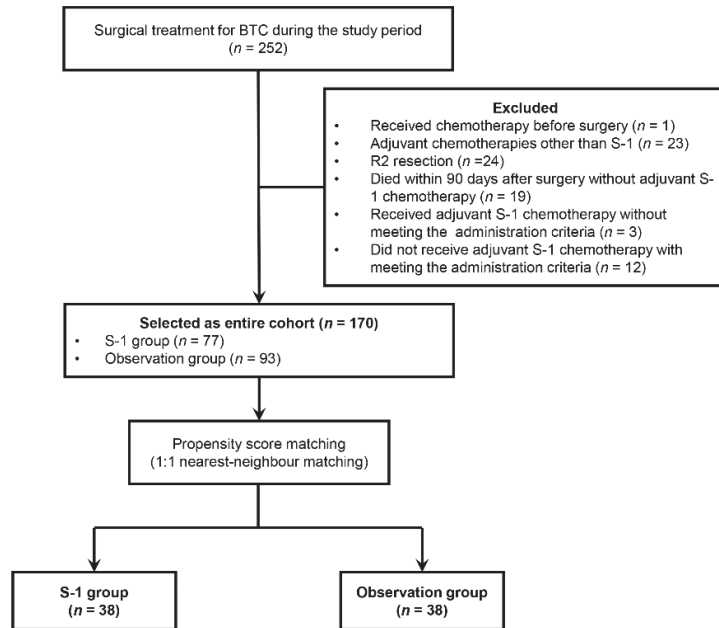 Surgical treatment for BTC during the study period
(n = 252)
Excluded
• Received chemotherapy before surgery (n = 1)
• Adjuvant chemotherapies other than S-1 (n = 23)
• R2 resection (n =24)
• Died within 90 days after surgery without adjuvant S-
1 chemotherapy (n = 19)
• Received adjuvant S-1 chemotherapy without
meeting the administration criteria (n = 3)
• Did not receive adjuvant S-1 chemotherapy with
meeting the administration criteria (n = 12)
Selected as entire cohort (n = 170)
• S-1 group (n = 77)
• Observation group (n = 93)
Propensity score matching
(1:1 nearest-neighbour matching)
S-1 group
(n = 38)
Observation group
(n = 38)